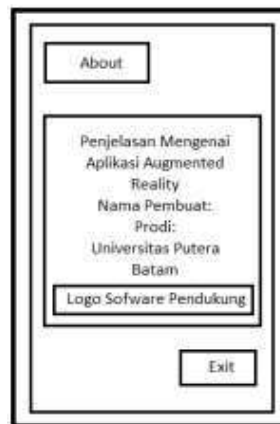 About
Penjelasan Mengenai
Aplikasi Augmented
Reality
Nama Pembuat:
Prodi:
Universitas Putera
Batam
Logo Sofware Pendukung
Exit